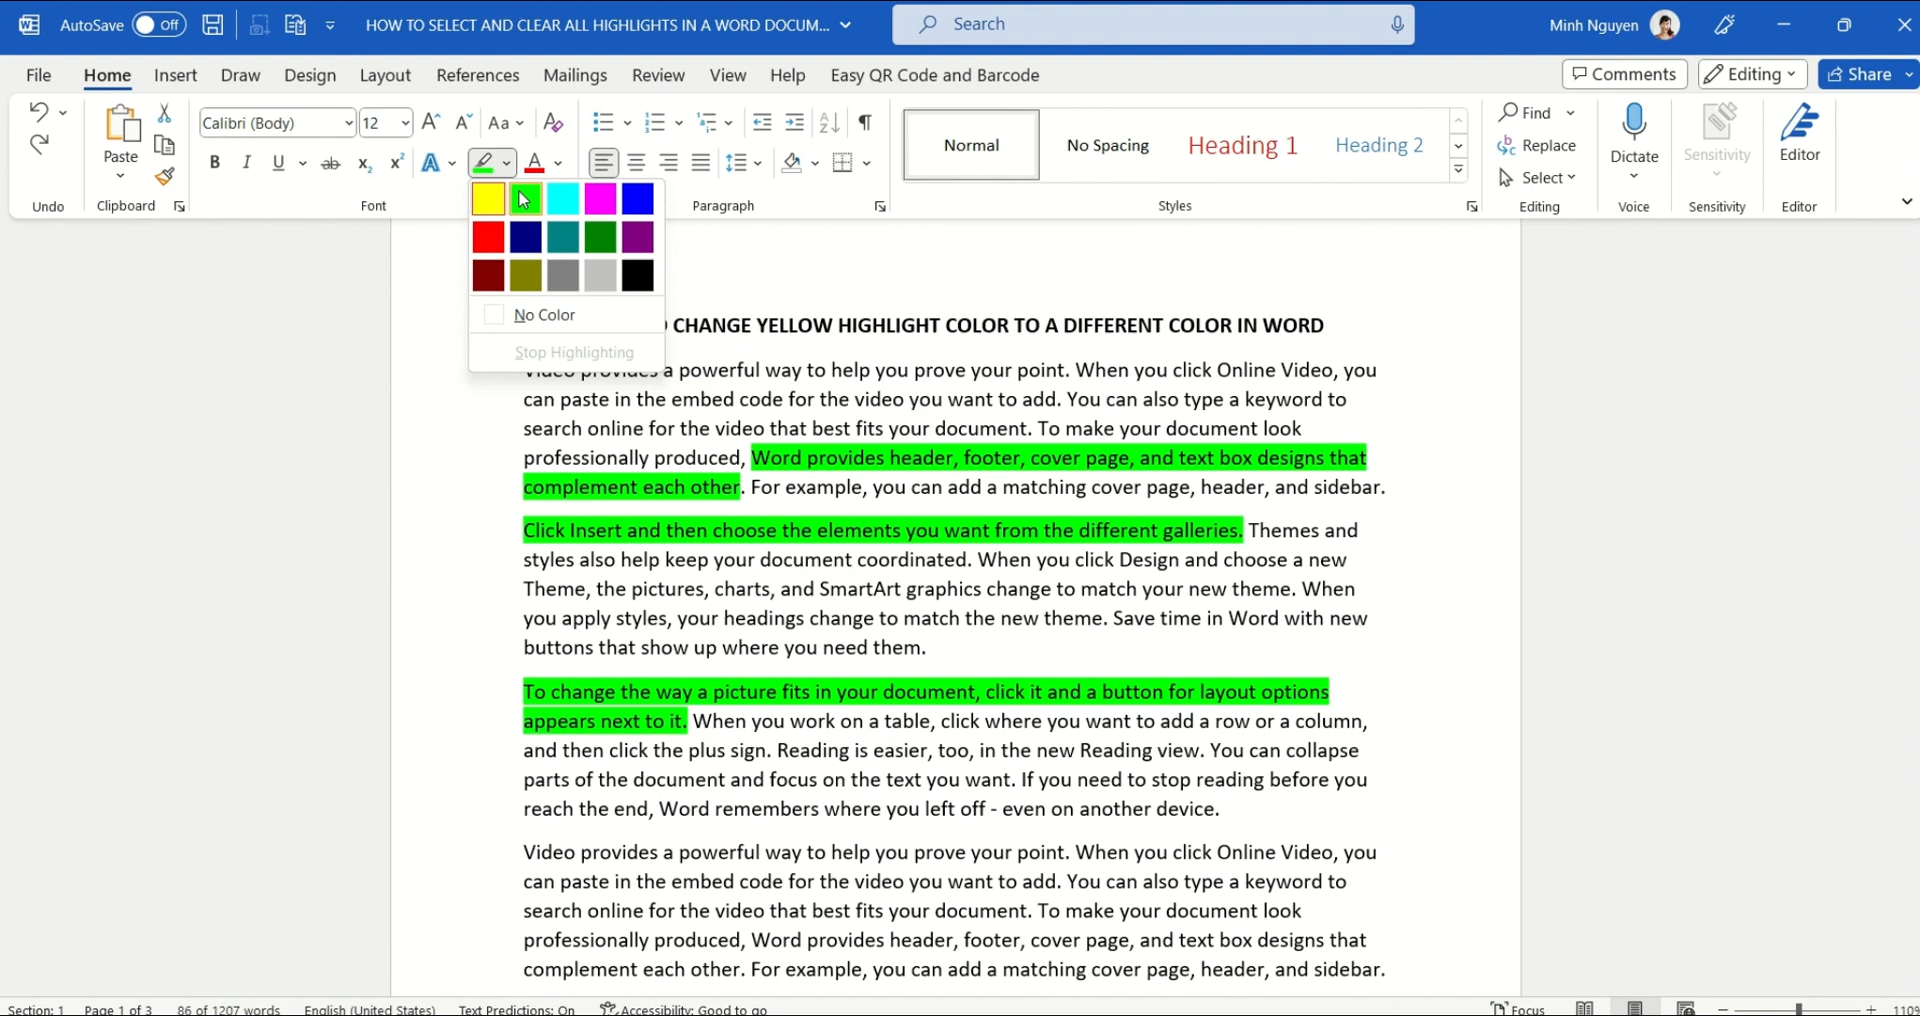 AutoSave Off HOW TO SELECT AND CLEAR ALL HIGHLIGHTS IN A WORD DOCUM... Search Minh Nguyen
File Home Insert Draw Design Layout References Mailings Review View Help Easy QR Code and Barcode Comments Editing Share
Paste
Calibri (Body) 12 Aa
B I U ab x₂ x² A A
Normal No Spacing Heading 1 Heading 2
Find
Replace
Select
Dictate
Sensitivity
Editor
Undo Clipboard Font Paragraph Styles Editing Voice Sensitivity Editor
No Color
Stop Highlighting
CHANGE YELLOW HIGHLIGHT COLOR TO A DIFFERENT COLOR IN WORD
Video provides a powerful way to help you prove your point. When you click Online Video, you
can paste in the embed code for the video you want to add. You can also type a keyword to
search online for the video that best fits your document. To make your document look
professionally produced, Word provides header, footer, cover page, and text box designs that
complement each other. For example, you can add a matching cover page, header, and sidebar.
Click Insert and then choose the elements you want from the different galleries. Themes and
styles also help keep your document coordinated. When you click Design and choose a new
Theme, the pictures, charts, and SmartArt graphics change to match your new theme. When
you apply styles, your headings change to match the new theme. Save time in Word with new
buttons that show up where you need them.
To change the way a picture fits in your document, click it and a button for layout options
appears next to it. When you work on a table, click where you want to add a row or a column,
and then click the plus sign. Reading is easier, too, in the new Reading view. You can collapse
parts of the document and focus on the text you want. If you need to stop reading before you
reach the end, Word remembers where you left off - even on another device.
Video provides a powerful way to help you prove your point. When you click Online Video, you
can paste in the embed code for the video you want to add. You can also type a keyword to
search online for the video that best fits your document. To make your document look
professionally produced, Word provides header, footer, cover page, and text box designs that
complement each other. For example, you can add a matching cover page, header, and sidebar.
Section: 1 Page 1 of 3 86 of 1207 words English (United States) Text Predictions: On Accessibility: Good to go Focus 110%